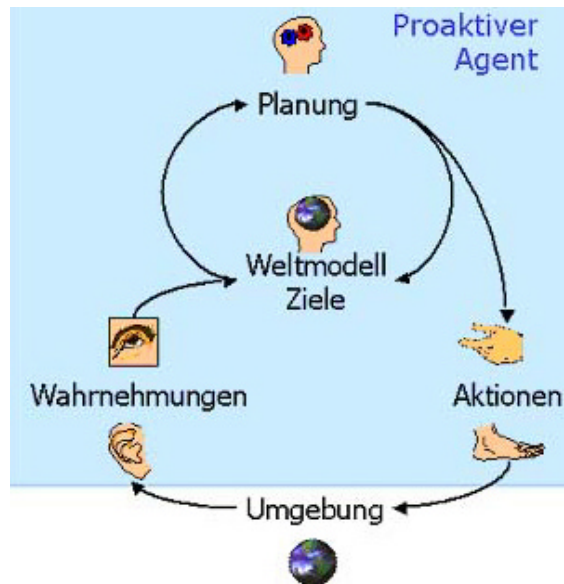 Proaktiver
Agent
Planung
Weltmodell
Ziele
Wahrnehmungen
Aktionen
Umgebung